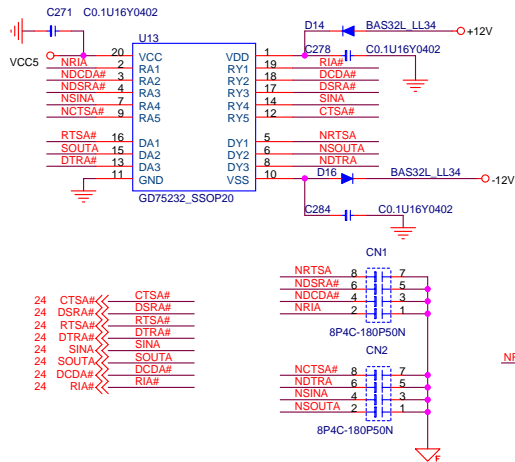 C271 C0.1U16Y0402
D14 BAS32L_LL34
+12V
U13
VCC5
20 VCC VDD 1
C278 C0.1U16Y0402
NRIA 2 RA1 RY1 19 RIA#
NDCDA# 3 RA2 RY2 18 DCDA#
NDSRA# 4 RA3 RY3 17 DSRA#
NSINA 7 RA4 RY4 14 SINA
NCTSA# 9 RA5 RY5 12 CTSA#
RTSA# 16 DA1 DY1 5 NRTSA
SOUTA 15 DA2 DY2 6 NSOUTA
DTRA# 13 DA3 DY3 8 NDTRA
11 GND VSS 10
D16 BAS32L_LL34
-12V
GD75232_SSOP20
C284 C0.1U16Y0402
CN1
NRTSA 8 7
NDSRA# 6 5
NDCDA# 4 3
NRIA 2 1
8P4C-180P50N
24 CTSA# CTSA#
24 DSRA# DSRA#
24 RTSA# RTSA#
24 DTRA# DTRA#
24 SINA SINA
24 SOUTA SOUTA
24 DCDA# DCDA#
24 RIA# RIA#
CN2
NCTSA# 8 7
NDTRA 6 5
NSINA 4 3
NSOUTA 2 1
8P4C-180P50N
F